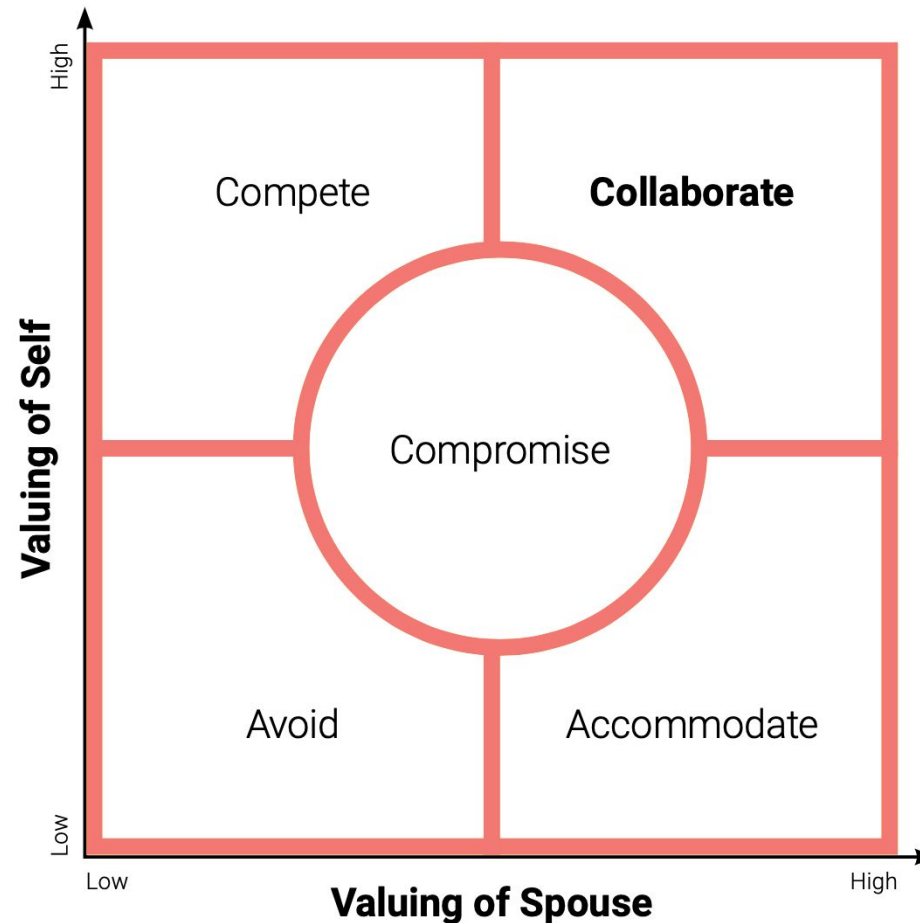 High
Compete
Collaborate
Valuing of Self
Compromise
Avoid
Accommodate
Low
Low
High
Valuing of Spouse